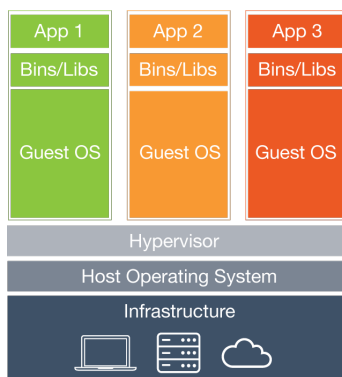 App 1
App 2
App 3
Bins/Libs
Bins/Libs
Bins/Libs
Guest OS
Guest OS
Guest OS
Hypervisor
Host Operating System
Infrastructure